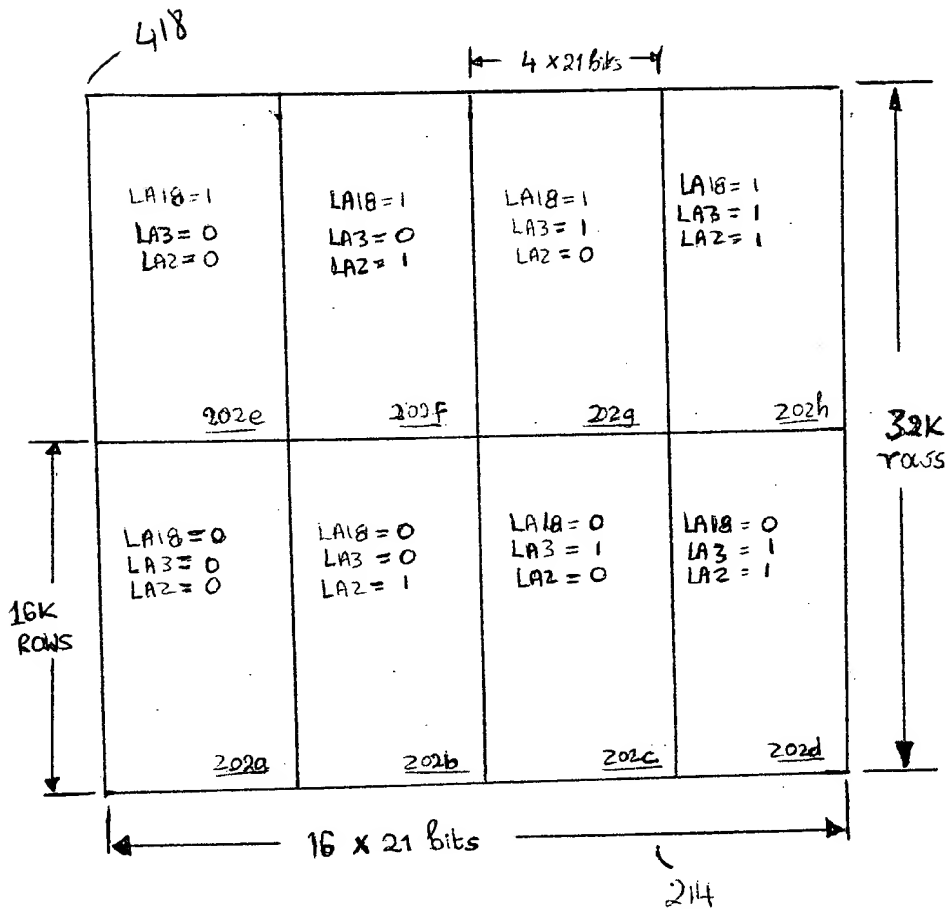 418
4 x 21 bits
LA18=1
LA3=0
LA2=0
202e
LA18=1
LA3=0
LA2=1
202f
LA18=1
LA3=1
LA2=0
202g
LA18=1
LA3=1
LA2=1
202h
32K
rows
16K
ROWS
LA18=0
LA3=0
LA2=0
202a
LA18=0
LA3=0
LA2=1
202b
LA18=0
LA3=1
LA2=0
202c
LA18=0
LA3=1
LA2=1
202d
16 x 21 bits
214